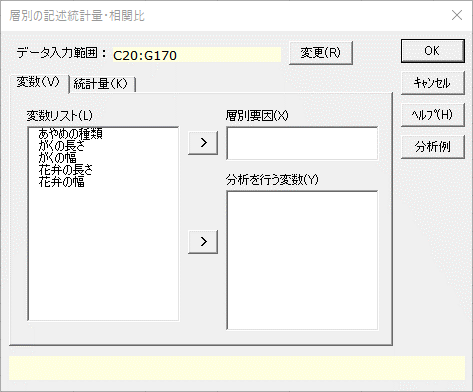 層別の記述統計量・相関比
データ入力範囲： C20:G170
変更(R)
OK
キャンセル
ヘルプ(H)
分析例
変数(V)
統計量(K)
変数リスト(L)
あやめの種類
がくの長さ
がくの幅
花弁の長さ
花弁の幅
>
>
層別要因(X)
分析を行う変数(Y)